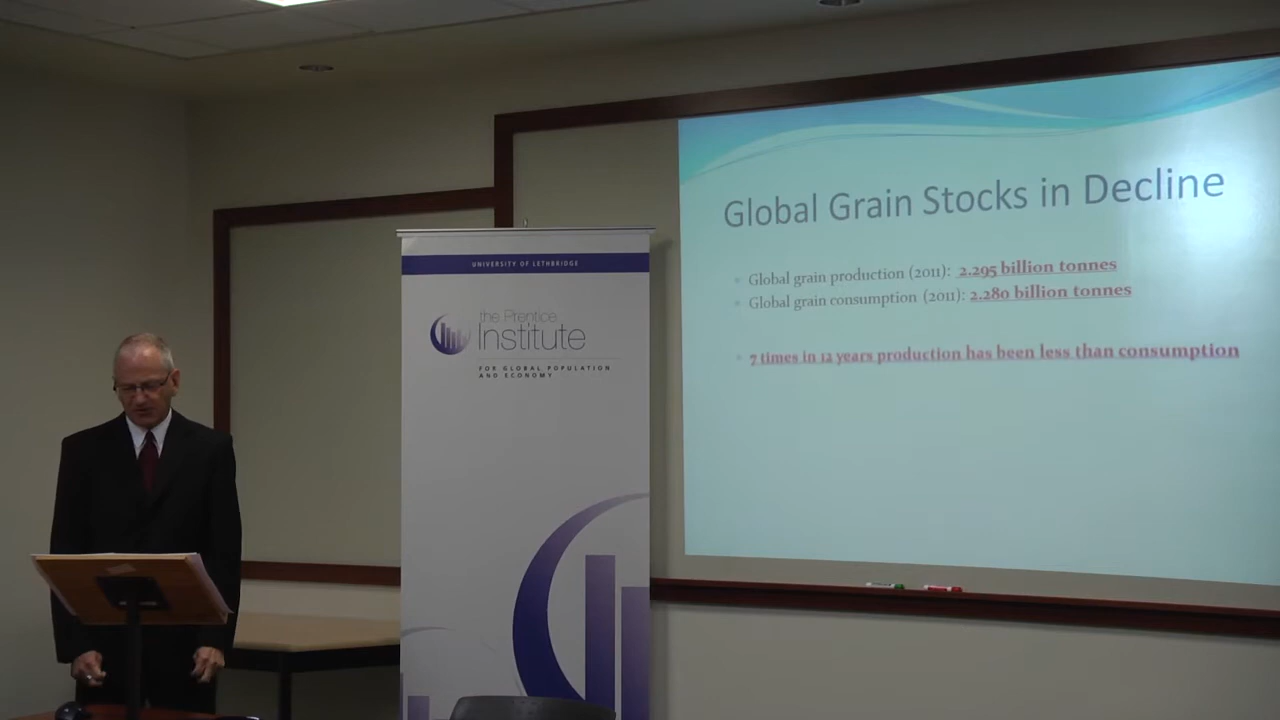 UNIVERSITY OF LETHBRIDGE
the Prentice
Institute
FOR GLOBAL POPULATION
AND ECONOMY
Global Grain Stocks in Decline
Global grain production (2011): 2.295 billion tonnes
Global grain consumption (2011): 2.280 billion tonnes
7 times in 12 years production has been less than consumption